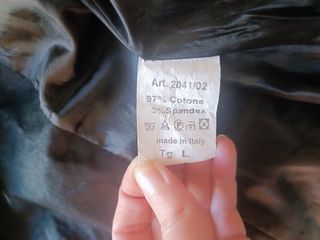 Art. 2041/02
97% Cotone
3% Spandex
made in Italy
Tg L